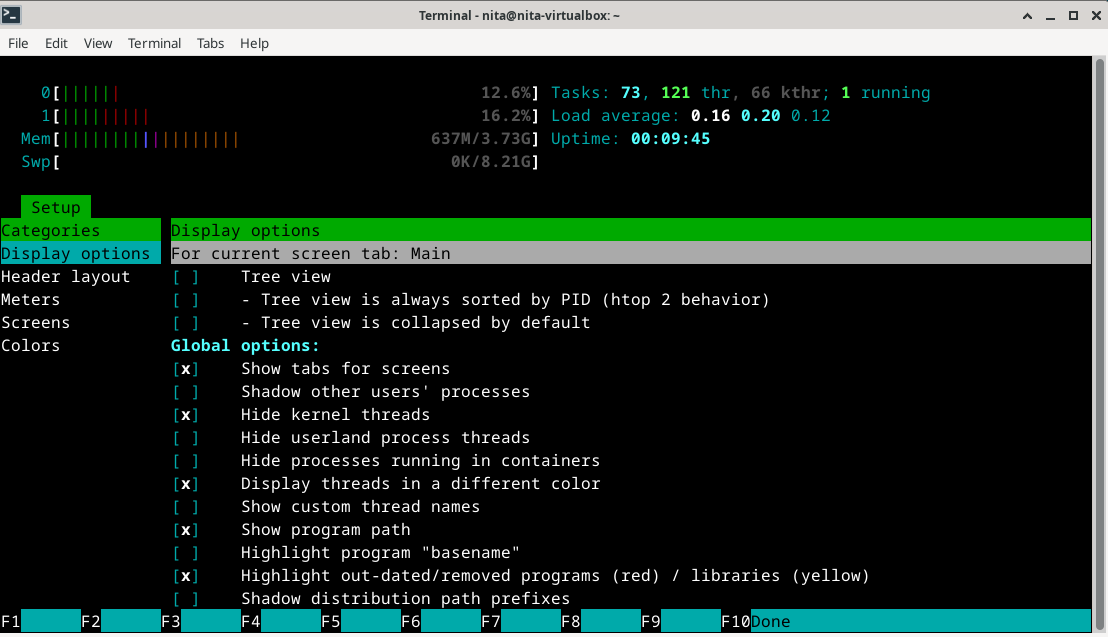 Terminal - nita@nita-virtualbox: ~
File Edit View Terminal Tabs Help
0[||||||| 12.6%] Tasks: 73, 121 thr, 66 kthr; 1 running
1[||||||||| 16.2%] Load average: 0.16 0.20 0.12
Mem[|||||||||||||||||| 637M/3.73G] Uptime: 00:09:45
Swp[ 0K/8.21G]
Setup
Categories Display options
Display options For current screen tab: Main
Header layout [ ] Tree view
Meters [ ] - Tree view is always sorted by PID (htop 2 behavior)
Screens [ ] - Tree view is collapsed by default
Colors Global options:
[x] Show tabs for screens
[ ] Shadow other users' processes
[x] Hide kernel threads
[ ] Hide userland process threads
[ ] Hide processes running in containers
[x] Display threads in a different color
[ ] Show custom thread names
[x] Show program path
[ ] Highlight program "basename"
[x] Highlight out-dated/removed programs (red) / libraries (yellow)
[ ] Shadow distribution path prefixes
F1 F2 F3 F4 F5 F6 F7 F8 F9 F10Done